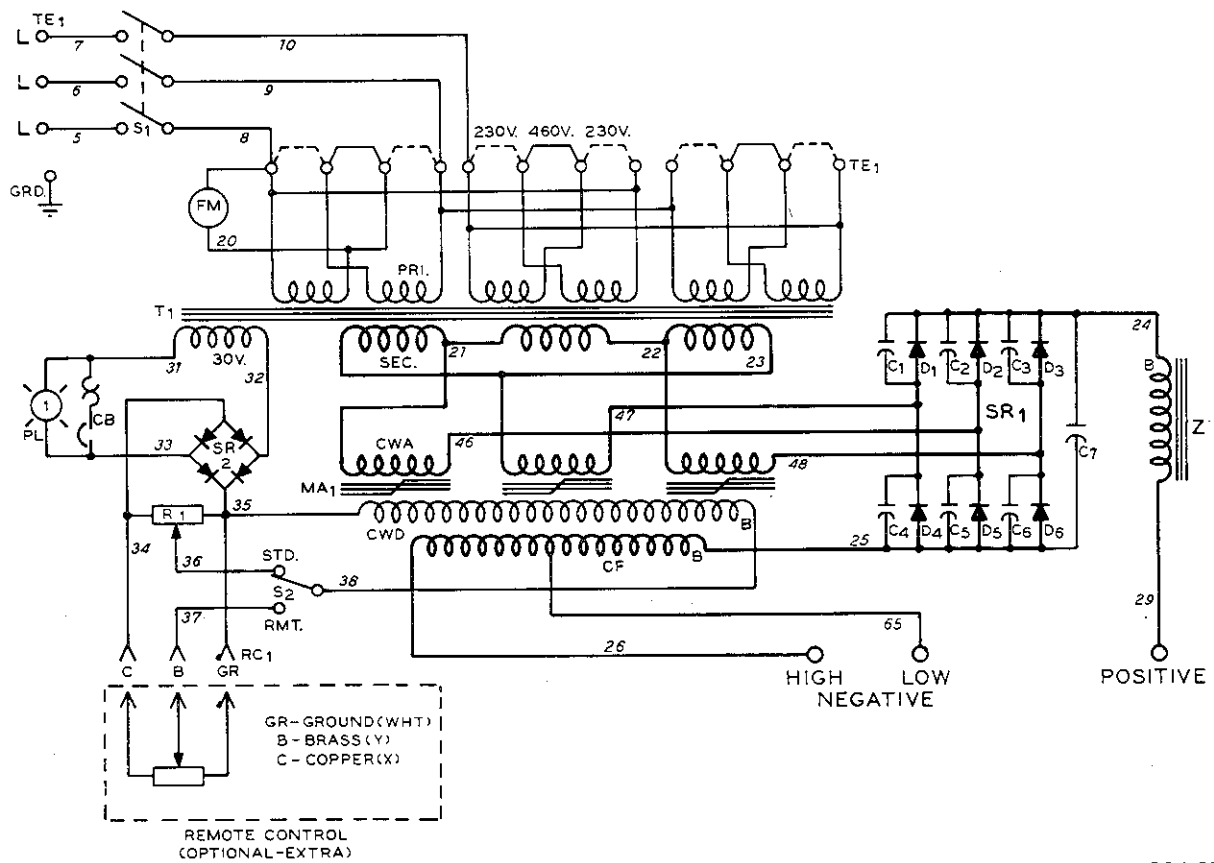 TE1
L 7 10
L 6 9
L 5 S1 8
GRD.
230V. 460V. 230V.
TE1
FM
20
PRI.
T1
30V.
SEC.
21
22
23
31
32
24
B
C1 D1 C2 D2 C3 D3
SR1
C7
Z
1
PL
CB
33
SR
2
CWA
46
47
48
MA1
R1
35
CWD
B
34
36
STD.
S2
38
CF
B
25
C4 D4 C5 D5 C6 D6
37
RMT.
65
29
26
C B GR RC1
HIGH LOW
NEGATIVE
POSITIVE
GR-GROUND(WHT)
B-BRASS(Y)
C-COPPER(X)
REMOTE CONTROL
(OPTIONAL-EXTRA)